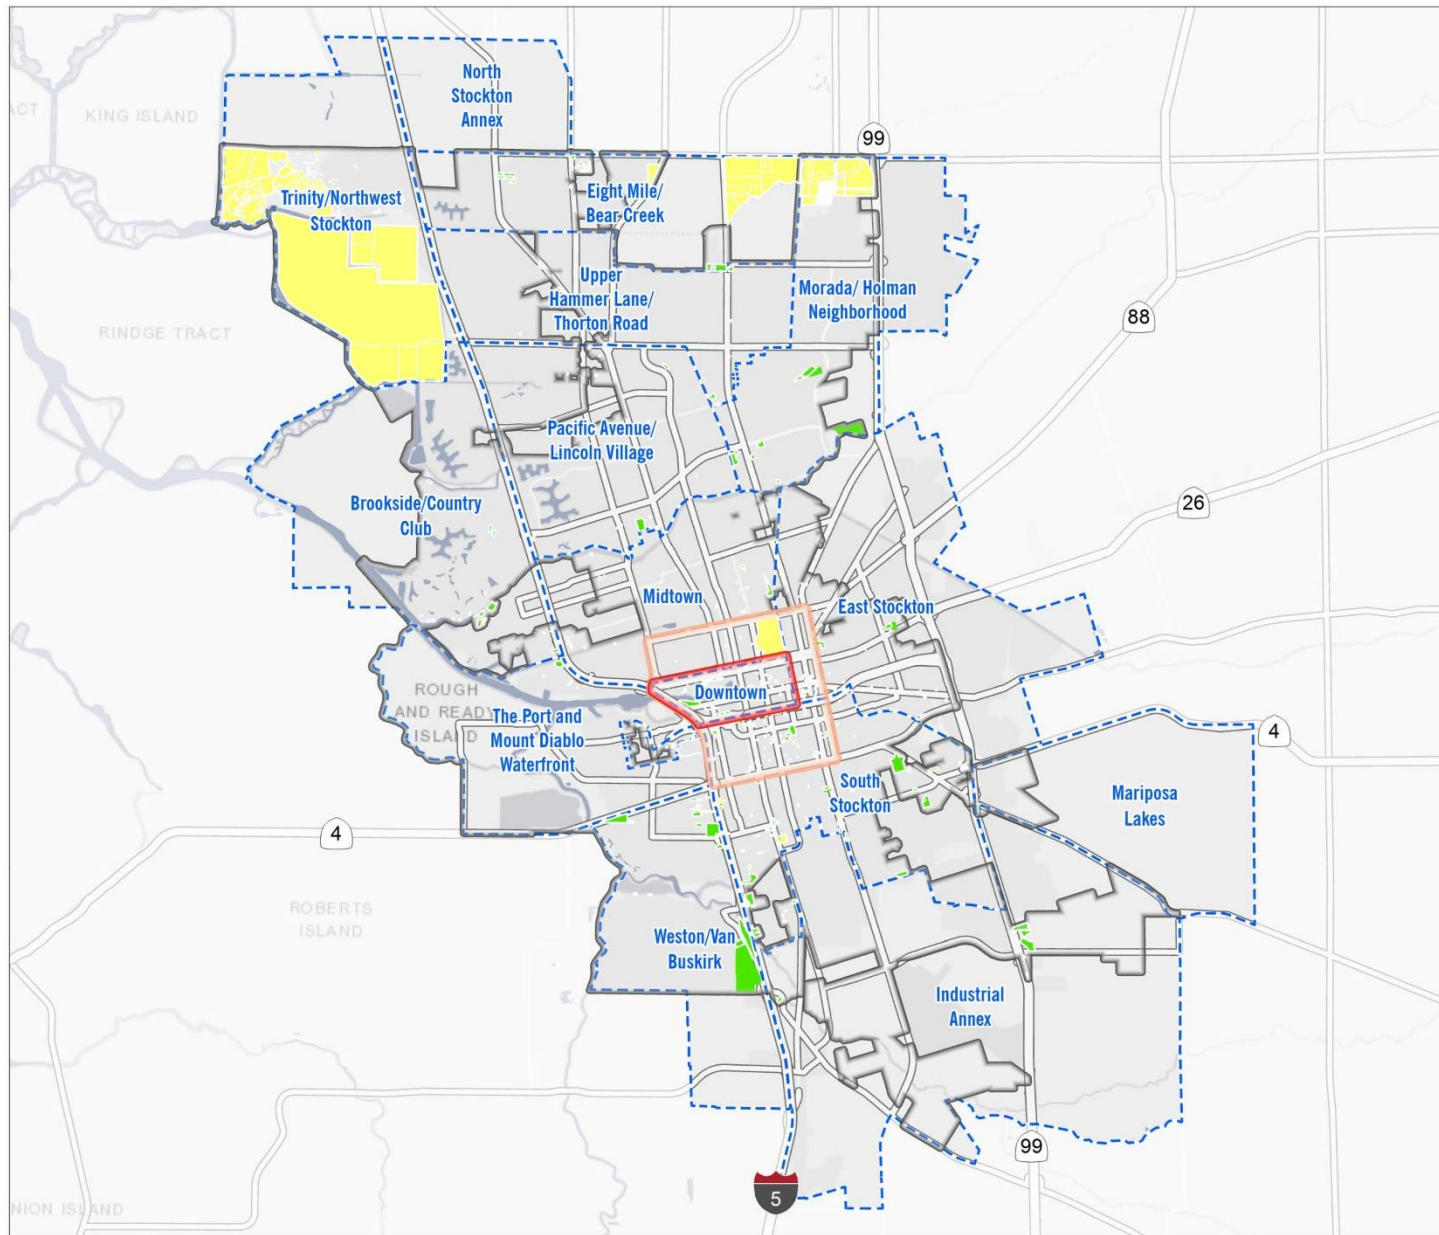 North
Stockton
Annex
ACT
KING ISLAND
99
Trinity/Northwest
Stockton
Eight Mile/
Bear Creek
Upper
Hammer Lane/
Thorton Road
Morada/ Holman
Neighborhood
88
RINDGE TRACT
Pacific Avenue/
Lincoln Village
Brookside/Country
Club
26
Midtown
East Stockton
ROUGH
AND READY
ISLAND
Downtown
The Port and
Mount Diablo
Waterfront
4
South
Stockton
Mariposa
Lakes
4
ROBERTS
ISLAND
Weston/Van
Buskirk
Industrial
Annex
99
5
NION ISLAND